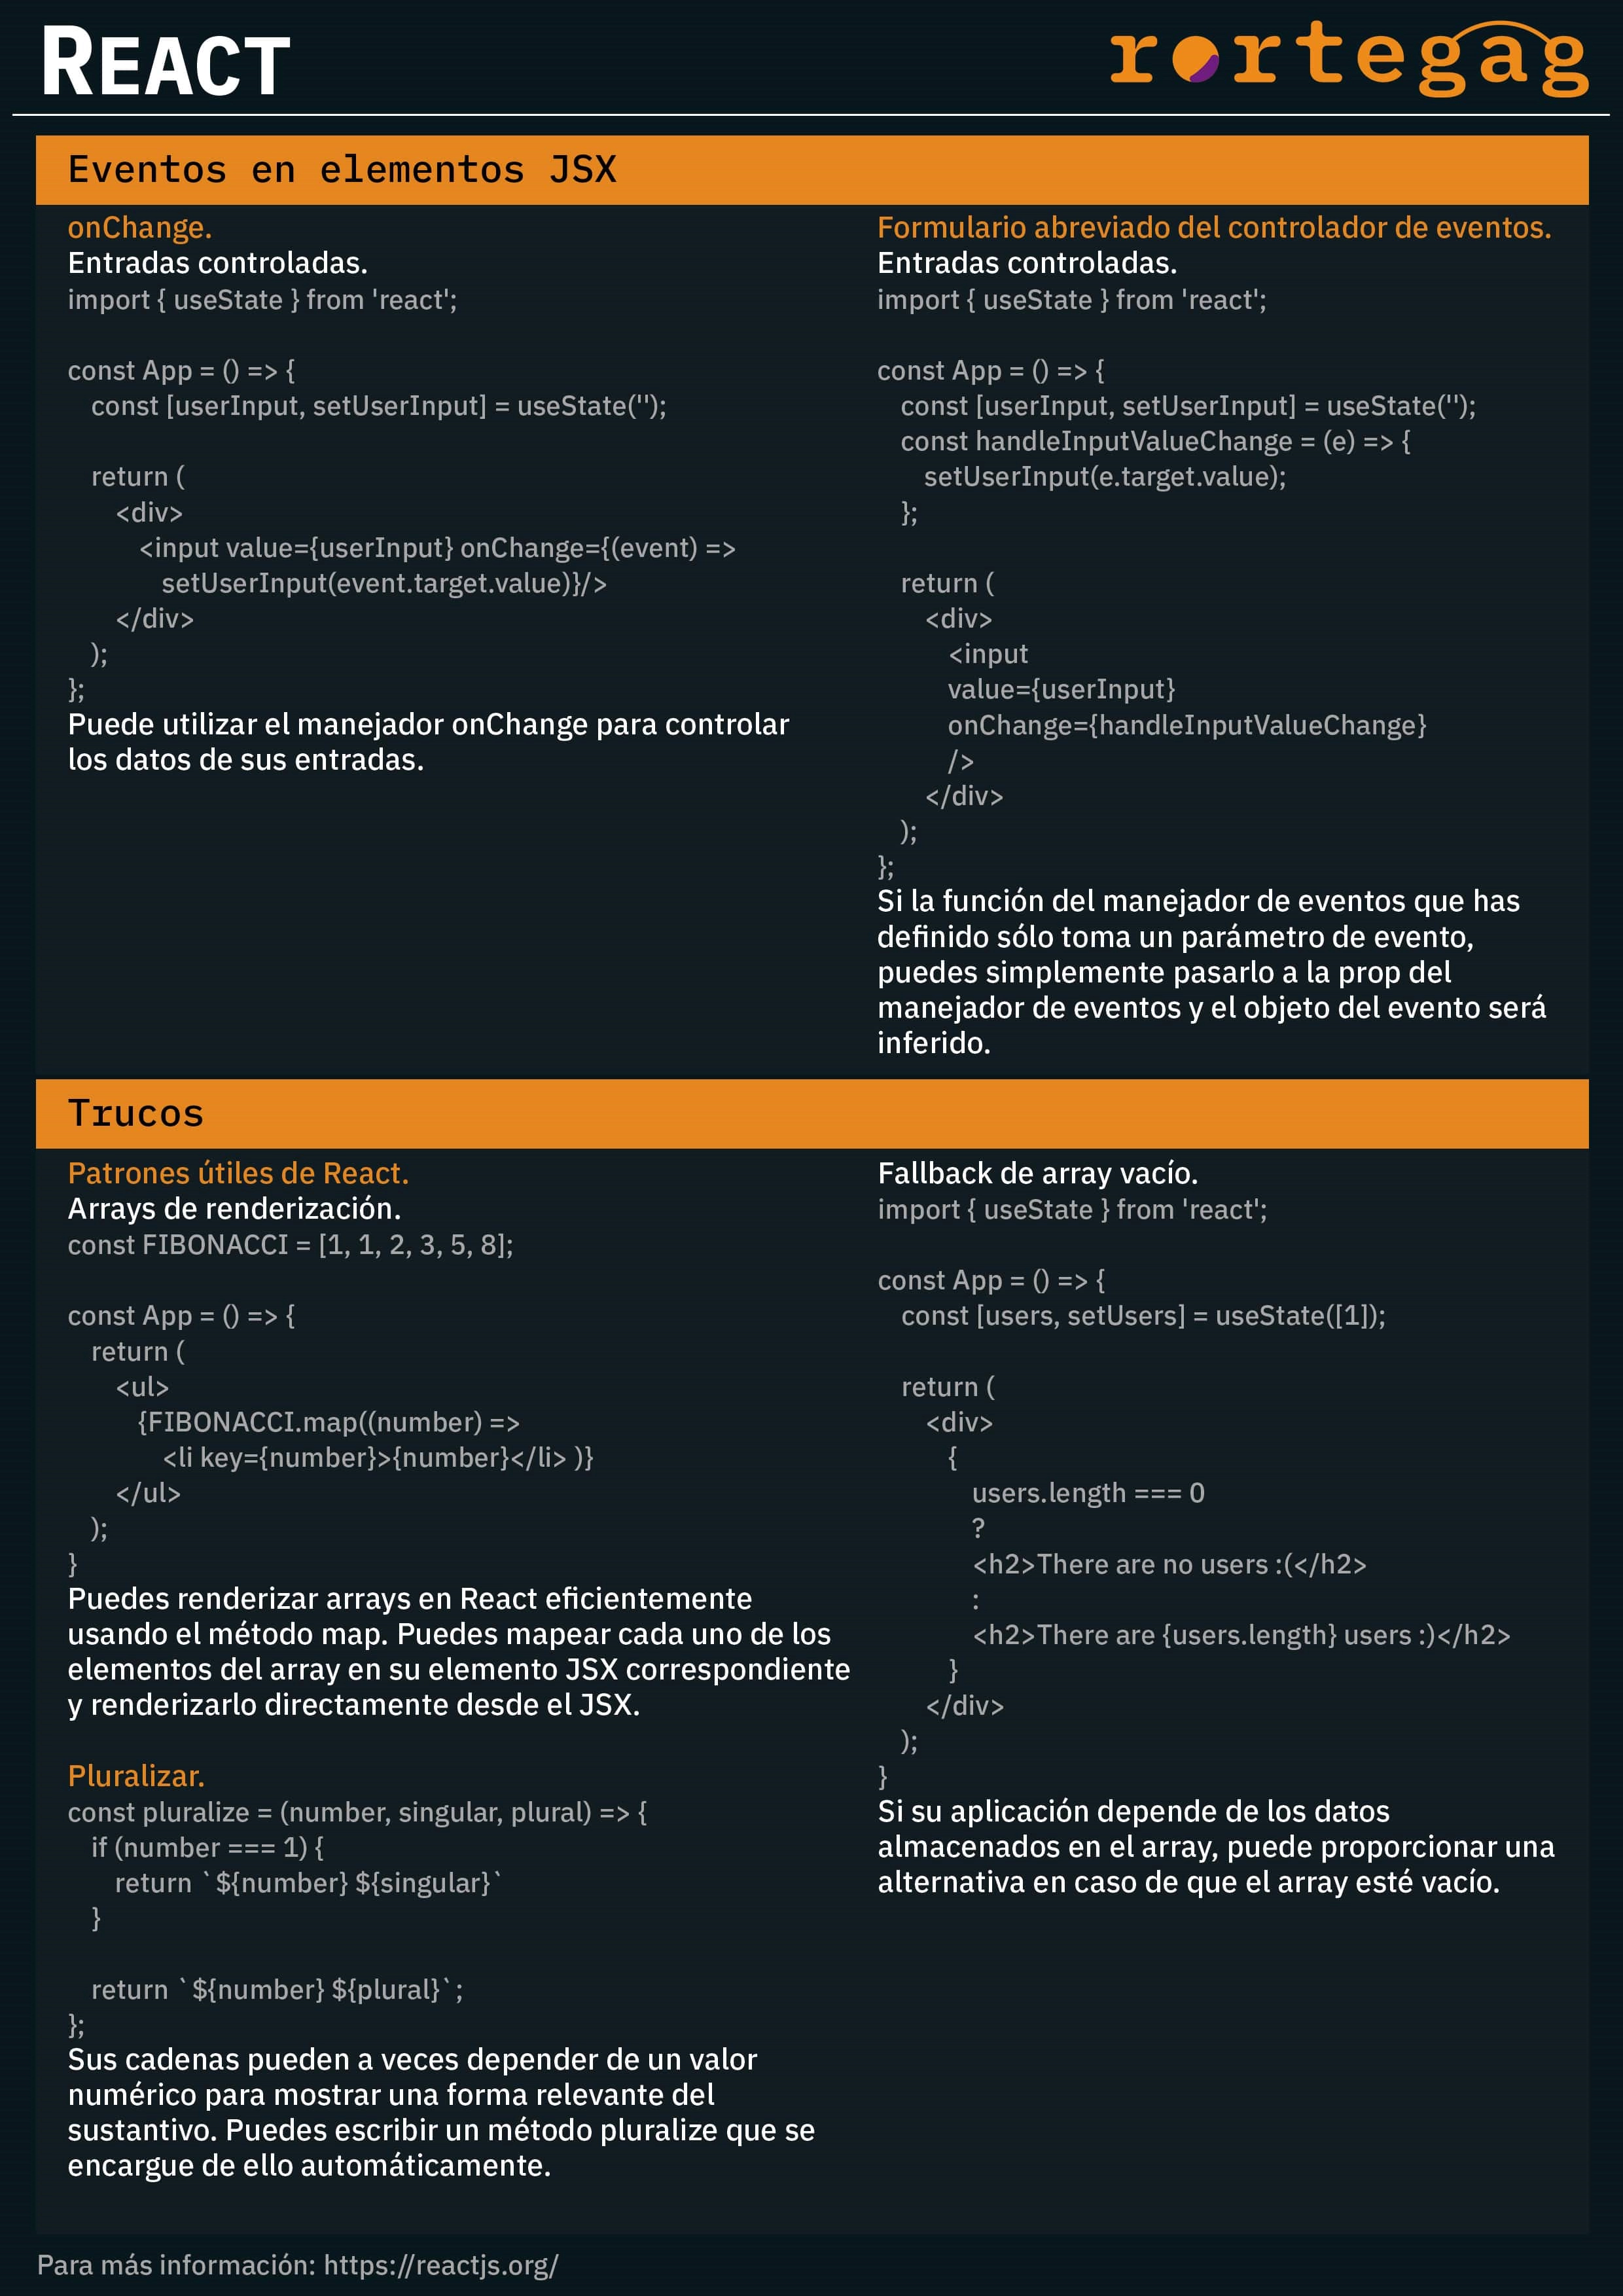 REACT
rortegag
Eventos en elementos JSX
onChange.
Entradas controladas.
import { useState } from 'react';

const App = () => {
   const [userInput, setUserInput] = useState('');

   return (
      <div>
         <input value={userInput} onChange={(event) =>
            setUserInput(event.target.value)}/>
      </div>
   );
};
Puede utilizar el manejador onChange para controlar
los datos de sus entradas.
Formulario abreviado del controlador de eventos.
Entradas controladas.
import { useState } from 'react';

const App = () => {
   const [userInput, setUserInput] = useState('');
   const handleInputValueChange = (e) => {
      setUserInput(e.target.value);
   };

   return (
      <div>
         <input
         value={userInput}
         onChange={handleInputValueChange}
         />
      </div>
   );
};
Si la función del manejador de eventos que has
definido sólo toma un parámetro de evento,
puedes simplemente pasarlo a la prop del
manejador de eventos y el objeto del evento será
inferido.
Trucos
Patrones útiles de React.
Arrays de renderización.
const FIBONACCI = [1, 1, 2, 3, 5, 8];

const App = () => {
   return (
      <ul>
         {FIBONACCI.map((number) =>
            <li key={number}>{number}</li> )}
      </ul>
   );
}
Puedes renderizar arrays en React eficientemente
usando el método map. Puedes mapear cada uno de los
elementos del array en su elemento JSX correspondiente
y renderizarlo directamente desde el JSX.

Pluralizar.
const pluralize = (number, singular, plural) => {
   if (number === 1) {
      return `${number} ${singular}`
   }

   return `${number} ${plural}`;
};
Sus cadenas pueden a veces depender de un valor
numérico para mostrar una forma relevante del
sustantivo. Puedes escribir un método pluralize que se
encargue de ello automáticamente.
Fallback de array vacío.
import { useState } from 'react';

const App = () => {
   const [users, setUsers] = useState([1]);

   return (
      <div>
         {
            users.length === 0
            ?
            <h2>There are no users :(</h2>
            :
            <h2>There are {users.length} users :)</h2>
         }
      </div>
   );
}
Si su aplicación depende de los datos
almacenados en el array, puede proporcionar una
alternativa en caso de que el array esté vacío.
Para más información: https://reactjs.org/